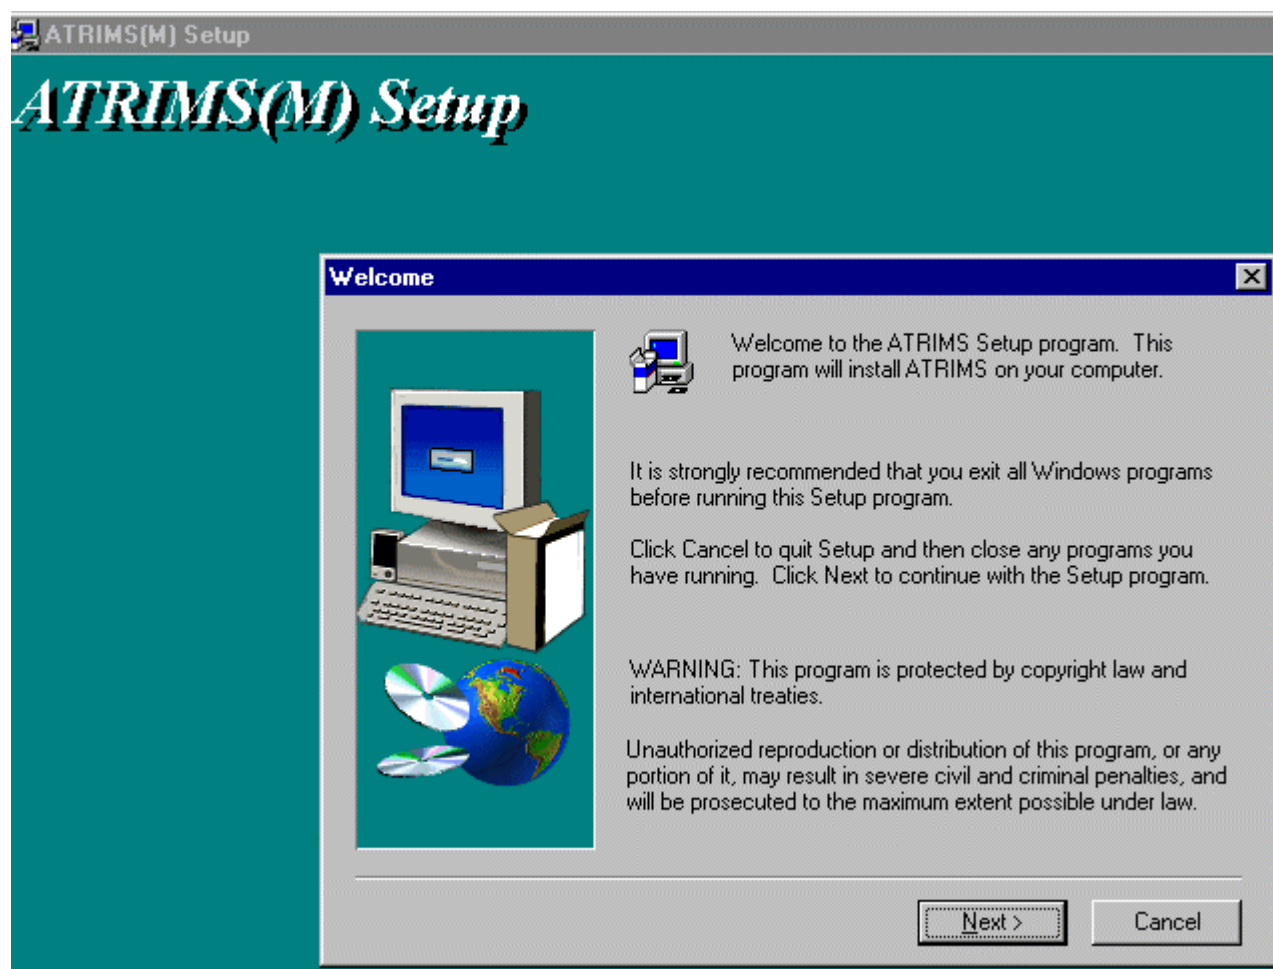 ATRIMS(M) Setup
ATRIMS(M) Setup
Welcome
Welcome to the ATRIMS Setup program. This
program will install ATRIMS on your computer.
It is strongly recommended that you exit all Windows programs
before running this Setup program.
Click Cancel to quit Setup and then close any programs you
have running. Click Next to continue with the Setup program.
WARNING: This program is protected by copyright law and
international treaties.
Unauthorized reproduction or distribution of this program, or any
portion of it, may result in severe civil and criminal penalties, and
will be prosecuted to the maximum extent possible under law.
Next >
Cancel